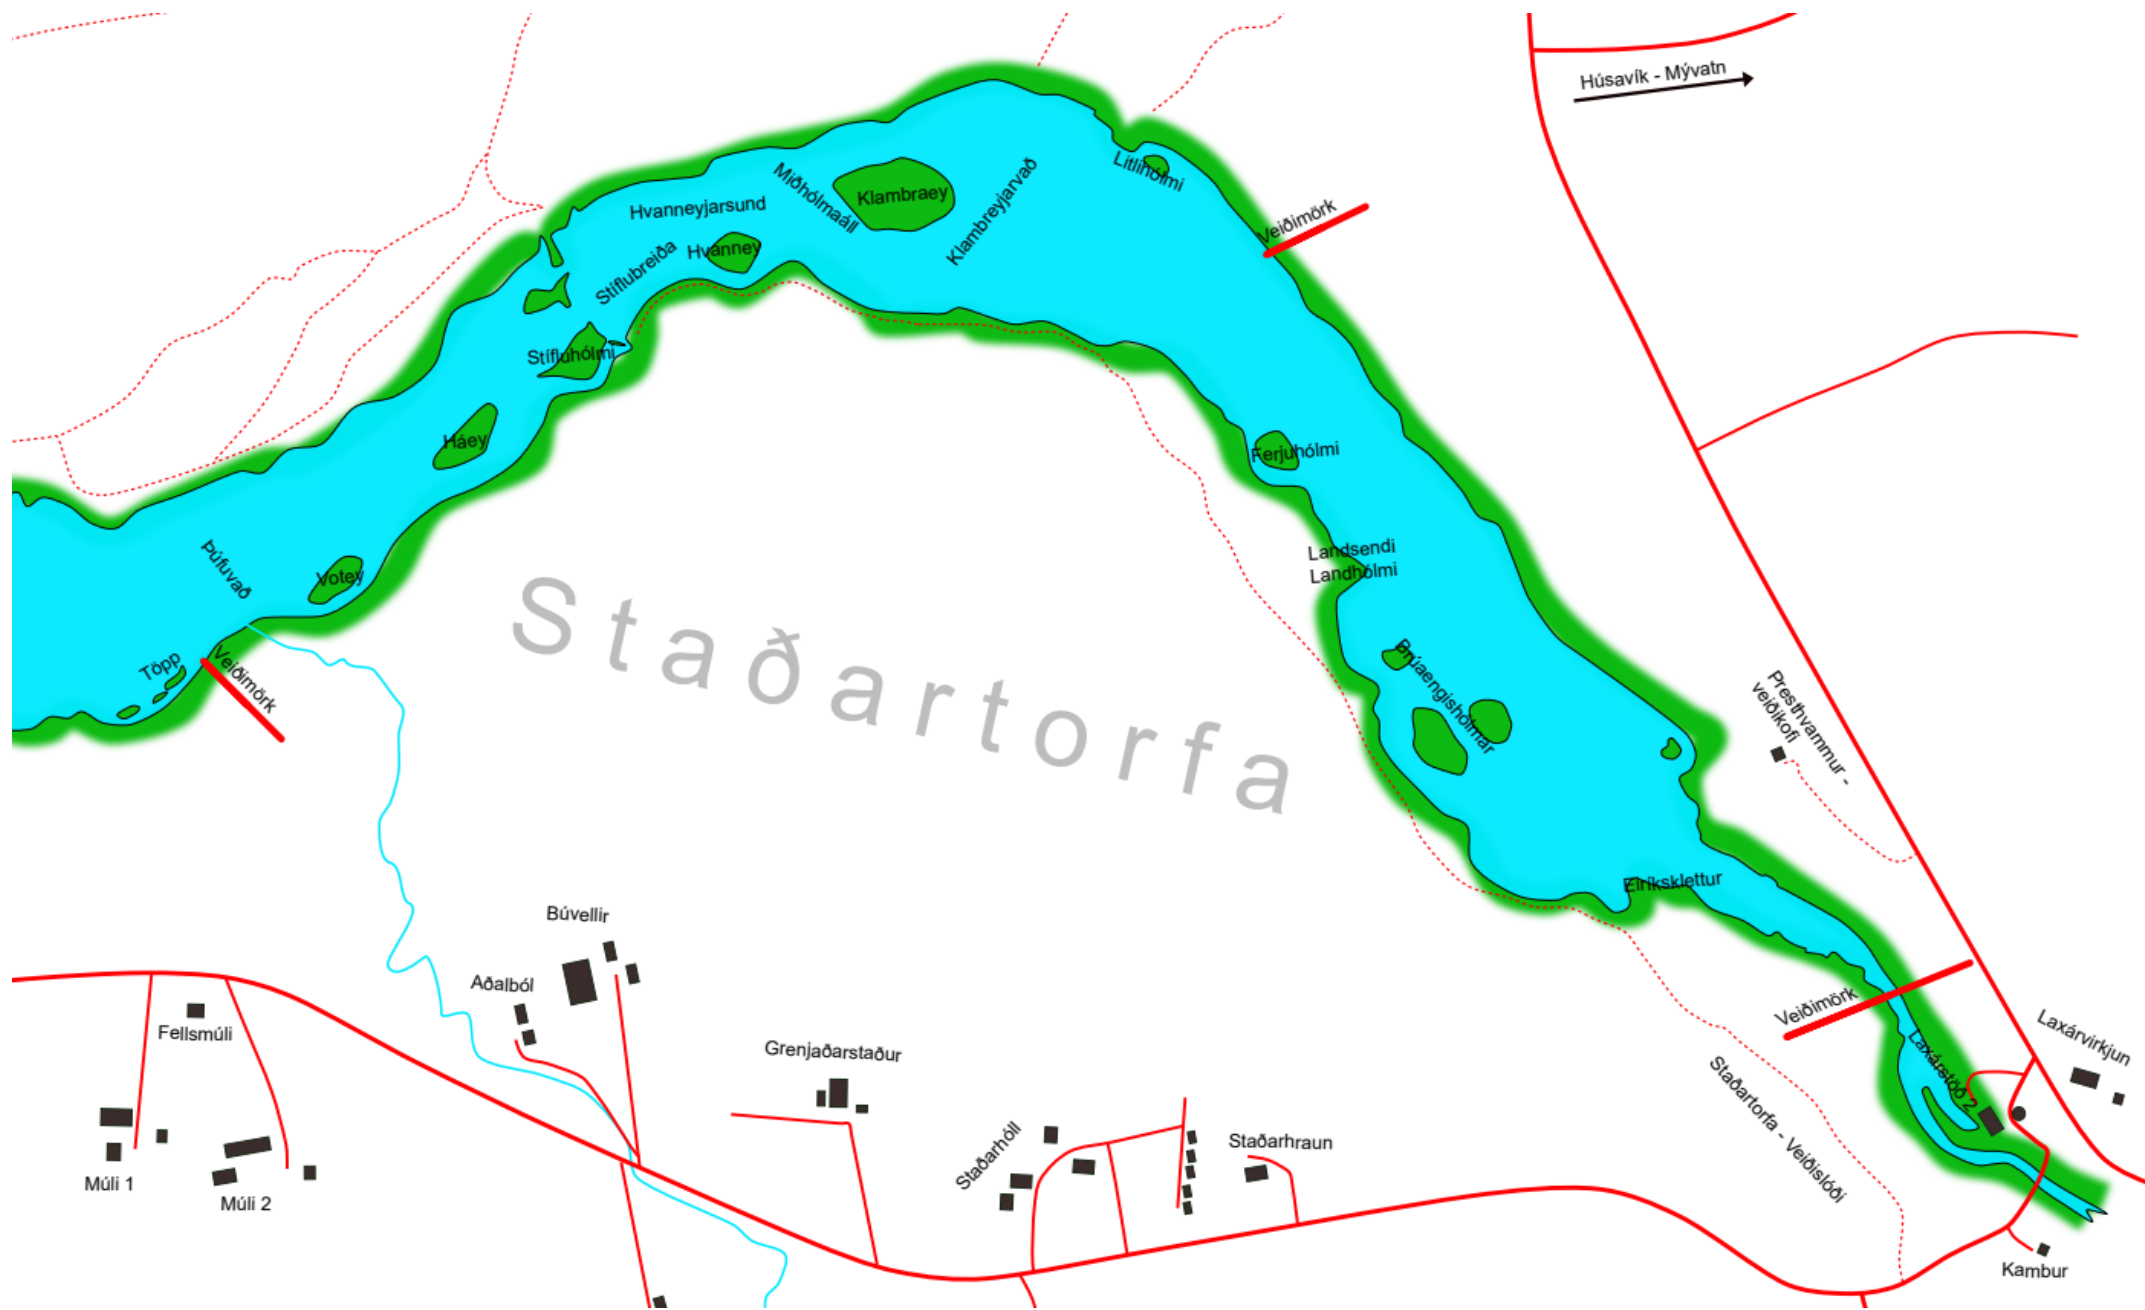 Húsavík - Mývatn
Litlihólmi
Klambraey
Miðhólmaáll
Klambreyjarvað
Hvanneyjarsund
Veiðimörk
Hvanney
Stíflubreiða
Stífluhólmi
Háey
Ferjuhólmi
Þúfuvað
Votey
Landsendi
Landhólmi
Staðartorfa
Töpp
Veiðimörk
Brúaengishólmar
Presthvammur -
veiðikofi
Eiríksklettur
Búvellir
Aðalból
Fellsmúli
Veiðimörk
Laxárvirkjun
Laxárstöð 2
Grenjaðarstaður
Staðartorfa - Veiðislóði
Staðarhóll
Staðarhraun
Múli 1
Múli 2
Kambur